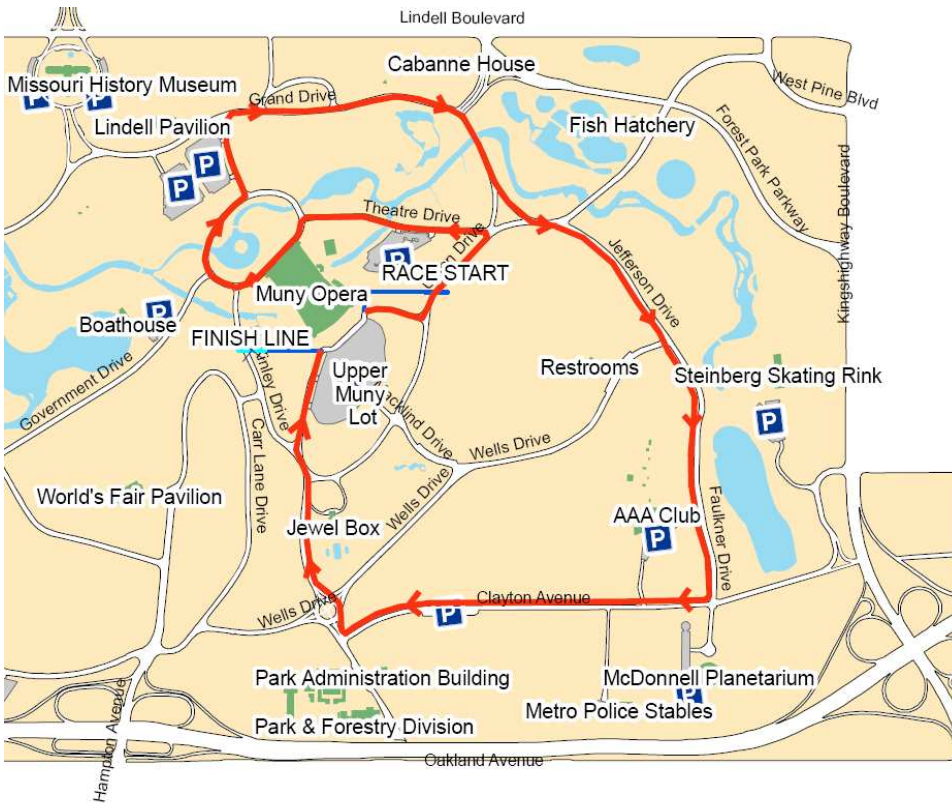 Lindell Boulevard
Cabanne House
Missouri History Museum
P
P
Grand Drive
West Pine Blvd
Lindell Pavilion
Fish Hatchery
Forest Park Parkway
P
P
Theatre Drive
Kingshighway Boulevard
P
RACE START
Jefferson Drive
Muny Opera
Boathouse
P
FINISH LINE
Government Drive
Upper
Muny
Lot
Restrooms
Steinberg Skating Rink
P
Carr Lane Drive
Wells Drive
World's Fair Pavilion
Wells Drive
Jewel Box
AAA Club
P
Faulkner Drive
Wells Drive
Clayton Avenue
P
Park Administration Building
McDonnell Planetarium
P
Metro Police Stables
Park & Forestry Division
Hampton Avenue
Oakland Avenue